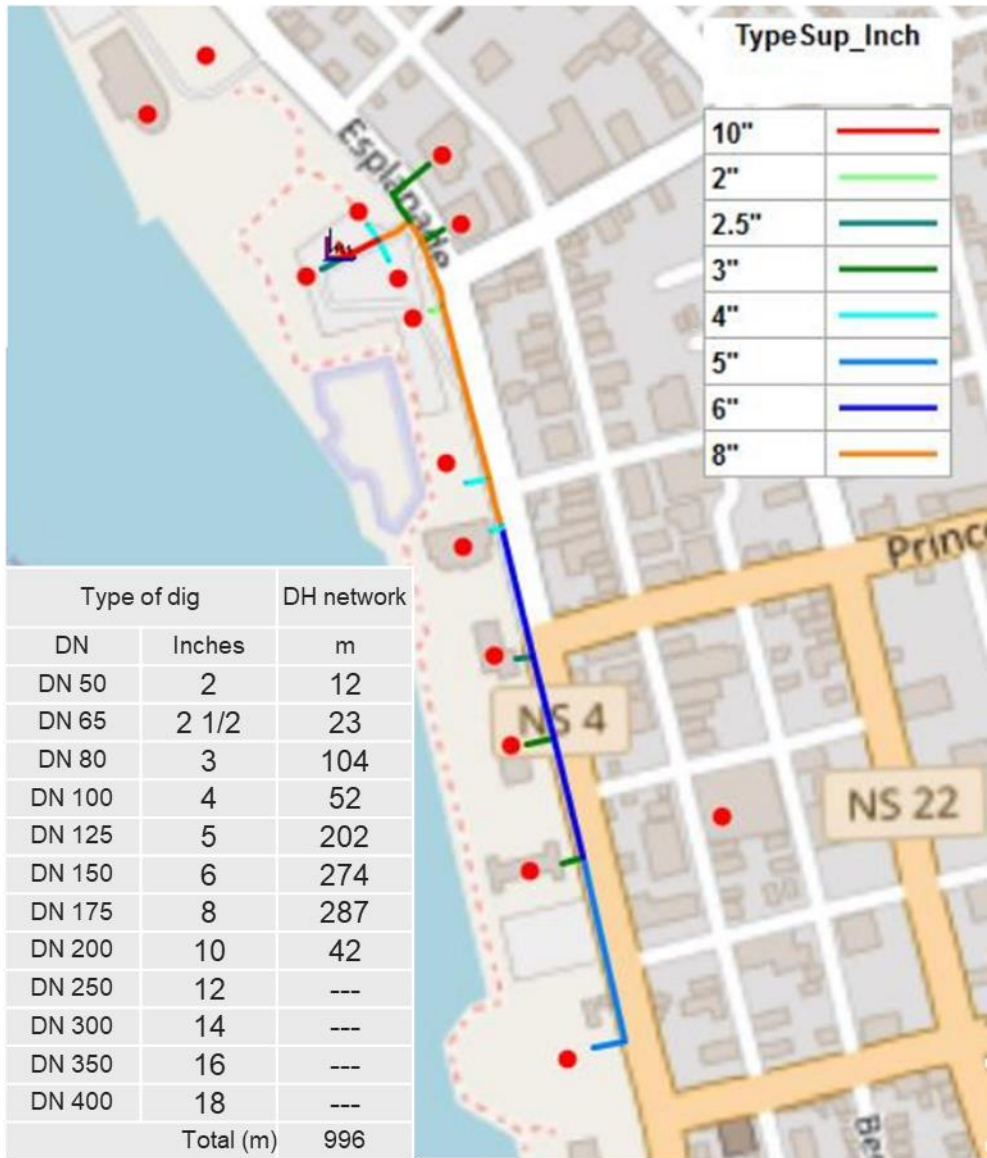 TypeSup_Inch
10"
2"
2.5"
3"
4"
5"
6"
8"
Esplanade
NS 4
NS 22
Type of dig DH network
DN Inches m
DN 50 2 12
DN 65 2 1/2 23
DN 80 3 104
DN 100 4 52
DN 125 5 202
DN 150 6 274
DN 175 8 287
DN 200 10 42
DN 250 12 ---
DN 300 14 ---
DN 350 16 ---
DN 400 18 ---
Total (m) 996
Princ
Be